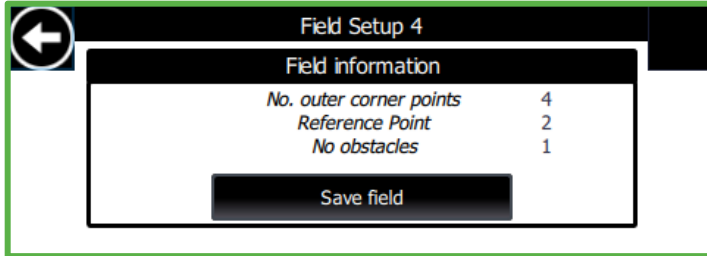 Field Setup 4
Field information
No. outer corner points 4
Reference Point 2
No obstacles 1
Save field